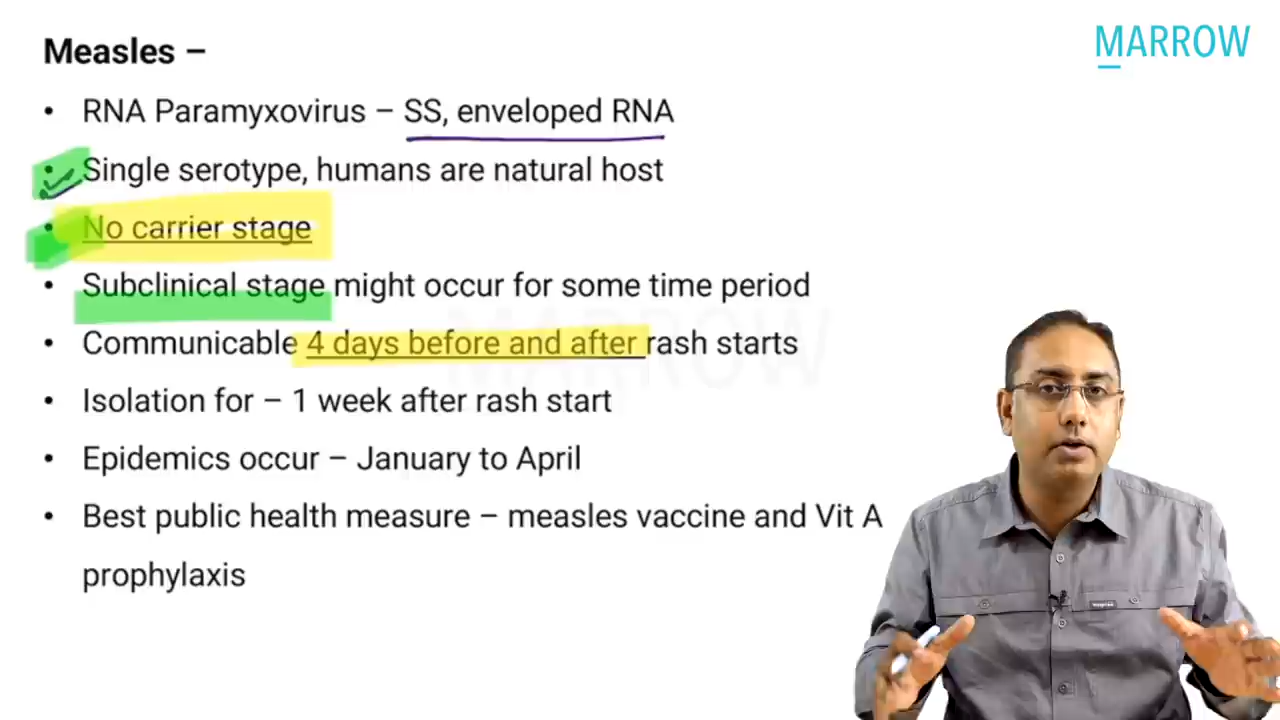 MARROW
Measles –
• RNA Paramyxovirus – SS, enveloped RNA
• Single serotype, humans are natural host
• No carrier stage
• Subclinical stage might occur for some time period
• Communicable 4 days before and after rash starts
• Isolation for – 1 week after rash start
• Epidemics occur – January to April
• Best public health measure – measles vaccine and Vit A
prophylaxis
MARROW